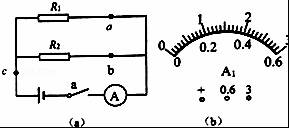 R₁
a
R₂
b
c
a
A
(a)
0 1 2 3
0 0.2 0.4 0.6
A₁
+ 0.6 3
(b)